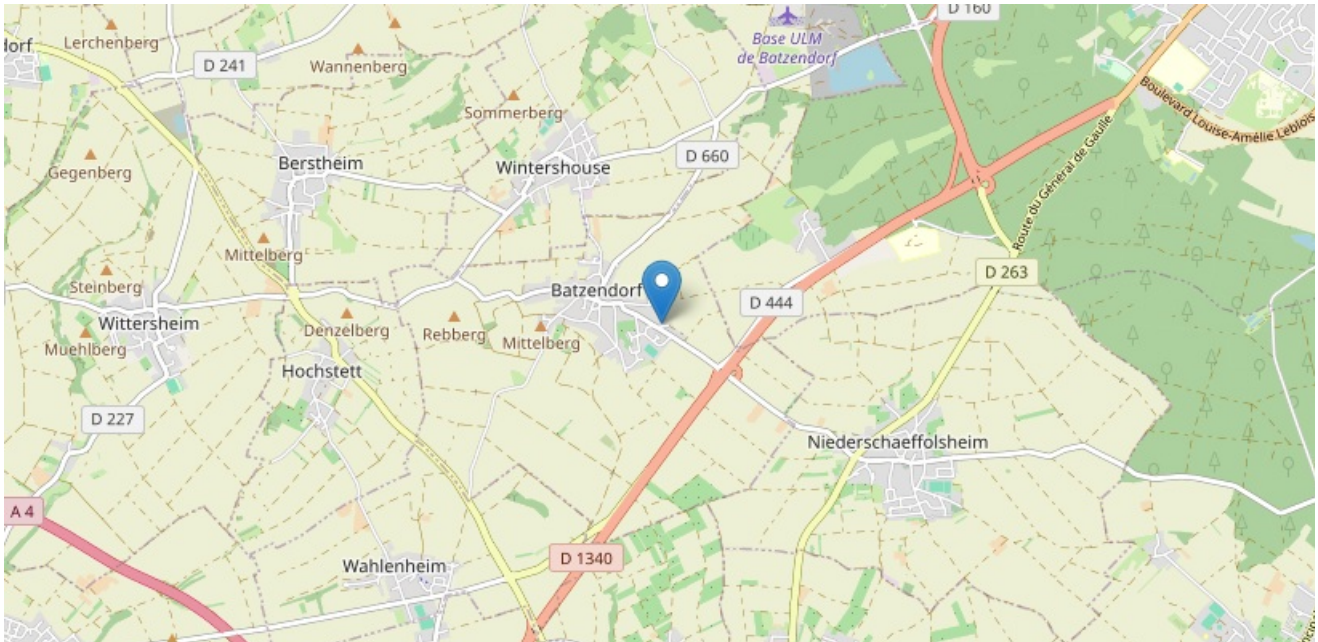 D 160
Lerchenberg
dorf
D 241
Wannenberg
Base ULM
de Batzendorf
Sommerberg
Boulevard Louise-Amélie Leblois
Berstheim
Wintershouse
D 660
Gegenberg
Route du Général de Gaulle
Mittelberg
Steinberg
Batzendorf
D 263
D 444
Wittersheim
Denzelberg
Rebberg
Mittelberg
Muehlberg
Hochstett
D 227
Niederschaeffolsheim
A 4
D 1340
Wahlenheim